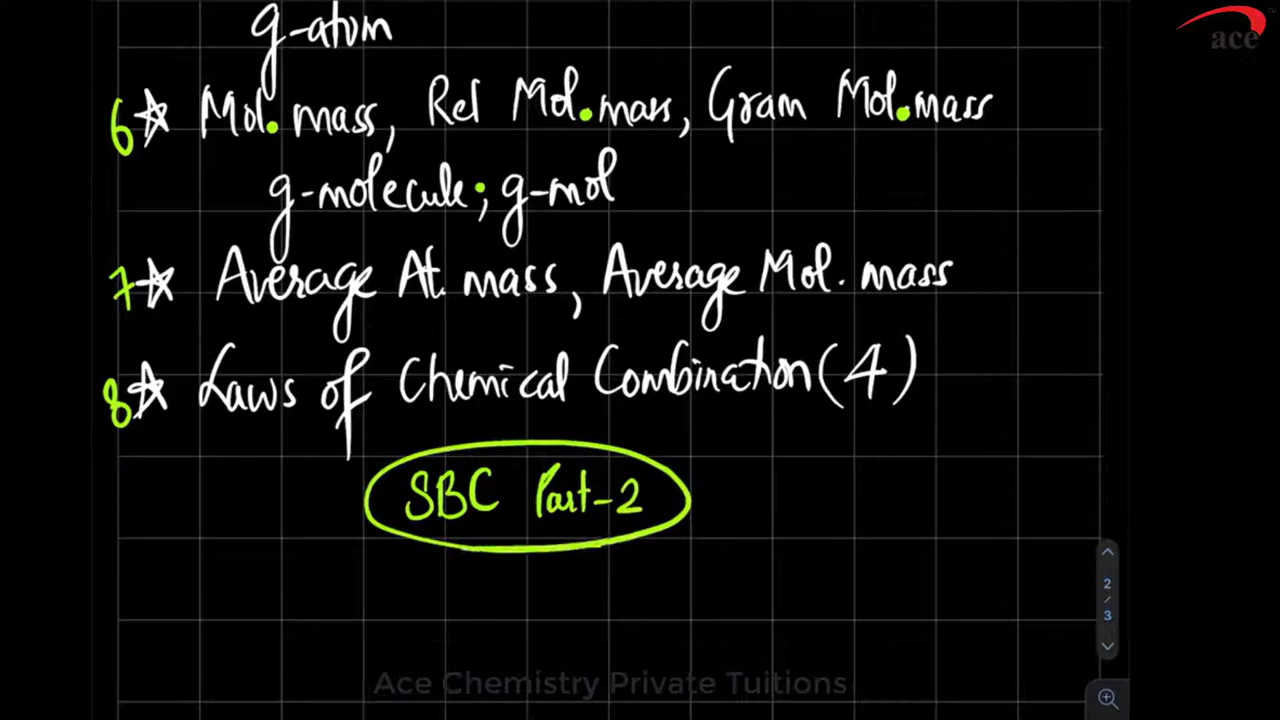 ace
g-atom
6☆ Mol. mass, Rel Mol. mass, Gram Mol. mass
g-molecule; g-mol
7☆ Average At. mass, Average Mol. mass
8☆ Laws of Chemical Combination (4)
SBC Part-2
2
/
3
Ace Chemistry Private Tuitions